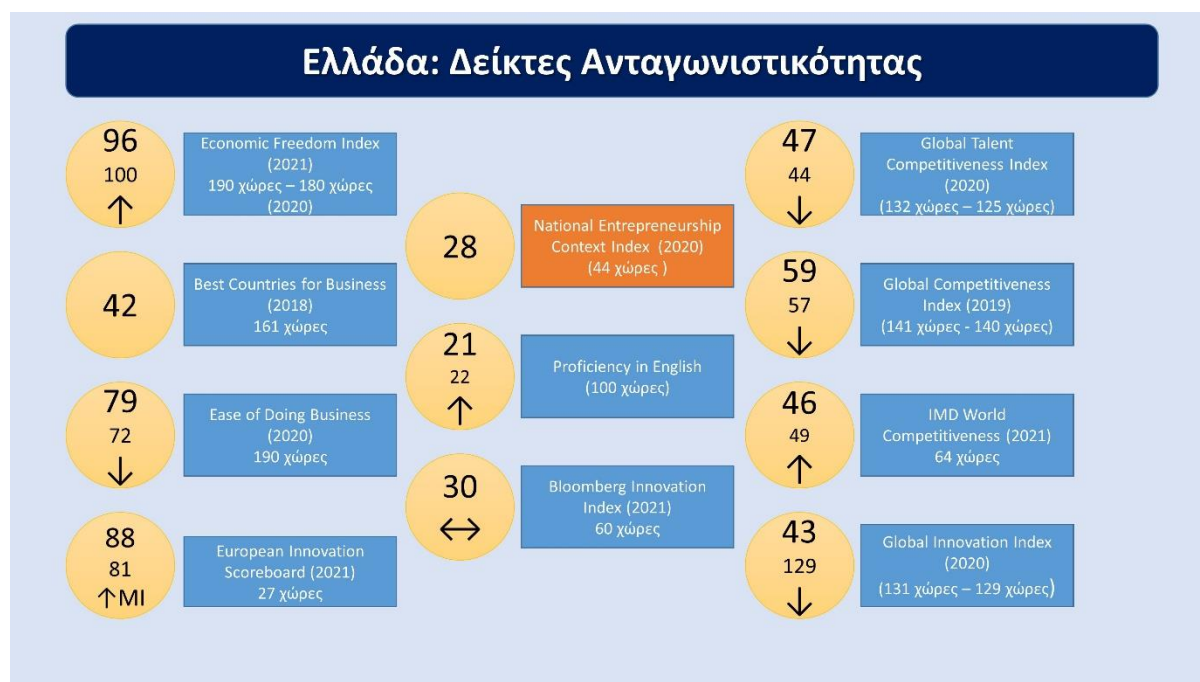 Ελλάδα: Δείκτες Ανταγωνιστικότητας
96
100
↑
Economic Freedom Index
(2021)
190 χώρες – 180 χώρες
(2020)
42
Best Countries for Business
(2018)
161 χώρες
79
72
↓
Ease of Doing Business
(2020)
190 χώρες
88
81
↑MI
European Innovation
Scoreboard (2021)
27 χώρες
28
National Entrepreneurship
Context Index (2020)
(44 χώρες )
21
22
↑
Proficiency in English
(100 χώρες)
30
↔
Bloomberg Innovation
Index (2021)
60 χώρες
47
44
↓
Global Talent
Competitiveness Index
(2020)
(132 χώρες – 125 χώρες)
59
57
↓
Global Competitiveness
Index (2019)
(141 χώρες - 140 χώρες)
46
49
↑
IMD World
Competitiveness (2021)
64 χώρες
43
129
↓
Global Innovation Index
(2020)
(131 χώρες – 129 χώρες)